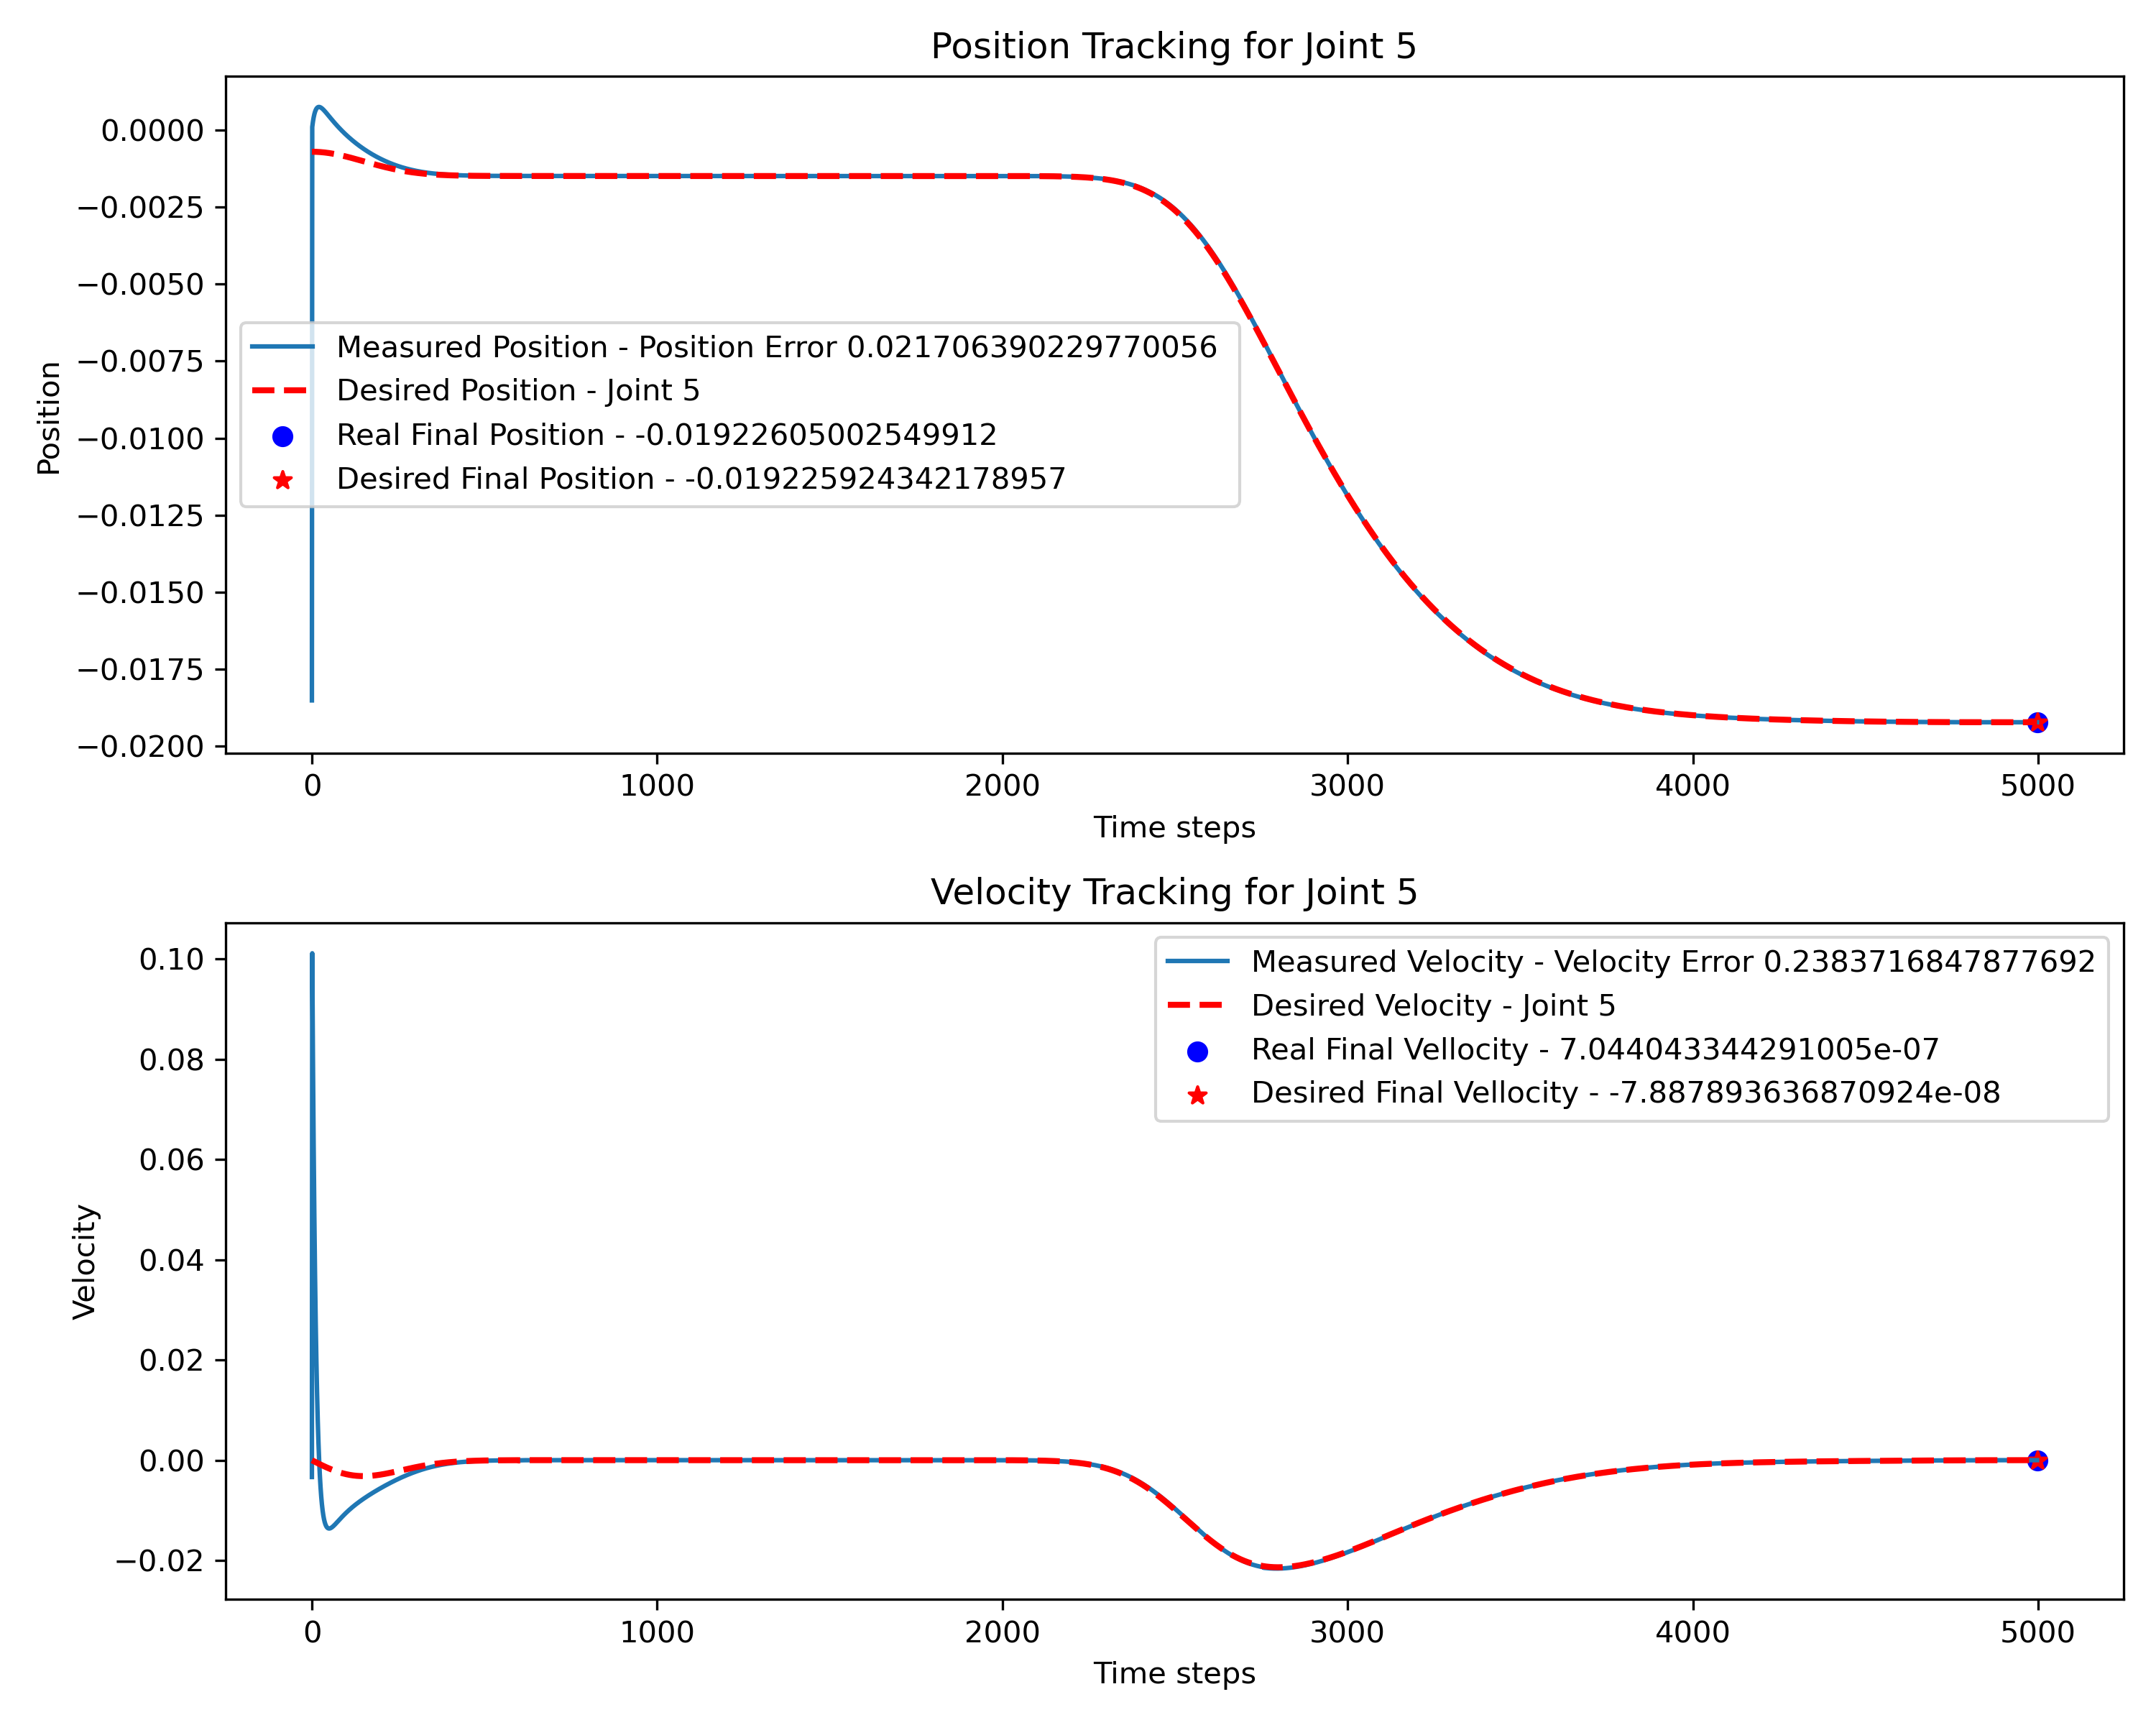 Position Tracking for Joint 5
0.0000
−0.0025
−0.0050
−0.0075
−0.0100
−0.0125
−0.0150
−0.0175
−0.0200
Position
Measured Position - Position Error 0.021706390229770056
Desired Position - Joint 5
Real Final Position - -0.01922605002549912
Desired Final Position - -0.019225924342178957
0 1000 2000 3000 4000 5000
Time steps
Velocity Tracking for Joint 5
0.10
0.08
0.06
0.04
0.02
0.00
−0.02
Velocity
Measured Velocity - Velocity Error 0.2383716847877692
Desired Velocity - Joint 5
Real Final Vellocity - 7.044043344291005e-07
Desired Final Vellocity - -7.887893636870924e-08
0 1000 2000 3000 4000 5000
Time steps